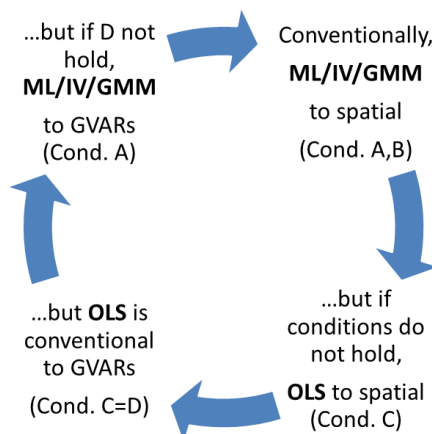 Conventionally,
ML/IV/GMM
to spatial
(Cond. A,B)
...but if
conditions do
not hold,
OLS to spatial
(Cond. C)
...but OLS is
conventional
to GVARs
(Cond. C=D)
...but if D not
hold,
ML/IV/GMM
to GVARs
(Cond. A)